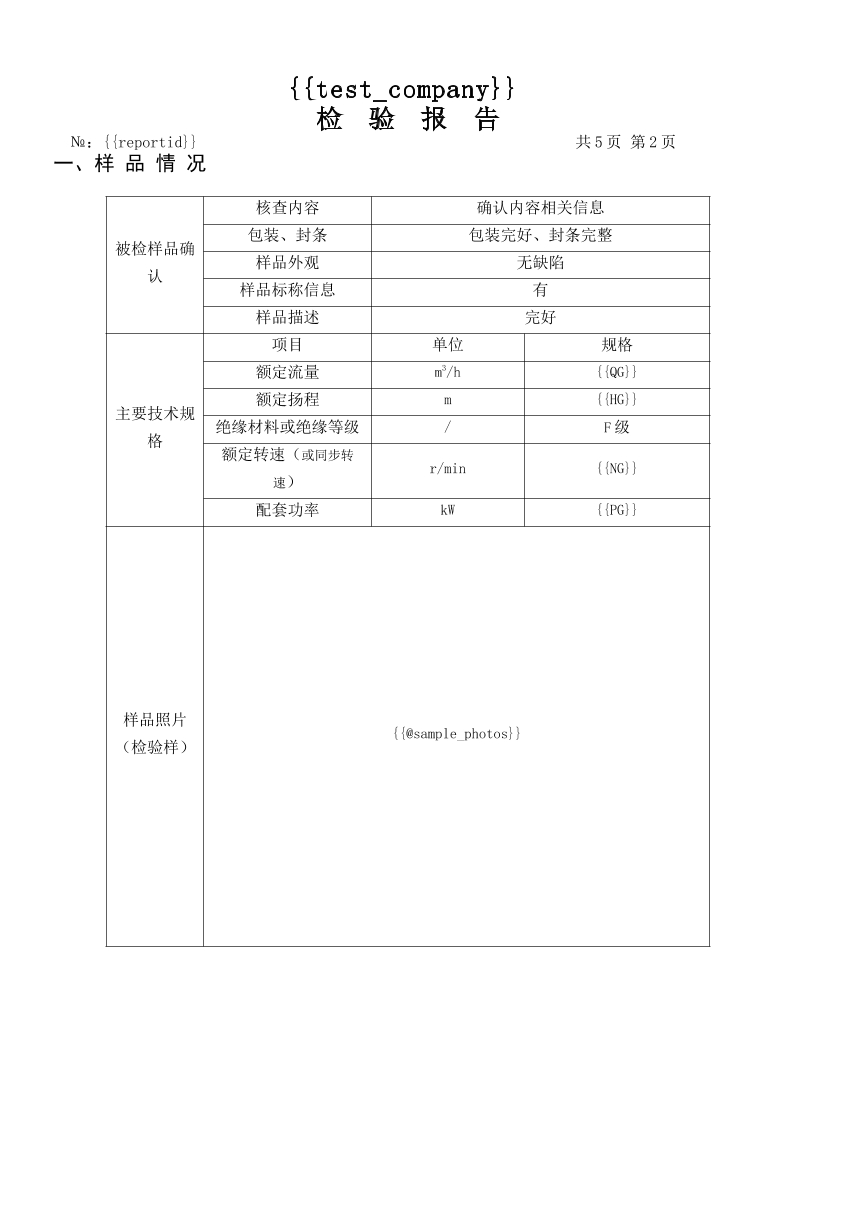 {{test_company}}
检 验 报 告
№：{{reportid}} 共5页 第2页
一、样 品 情 况
被检样品确
认
核查内容 确认内容相关信息
包装、封条 包装完好、封条完整
样品外观 无缺陷
样品标称信息 有
样品描述 完好
主要技术规
格
项目 单位 规格
额定流量 m³/h {{QG}}
额定扬程 m {{HG}}
绝缘材料或绝缘等级 / F级
额定转速（或同步转
速） r/min {{NG}}
配套功率 kW {{PG}}
样品照片
（检验样）
{{@sample_photos}}